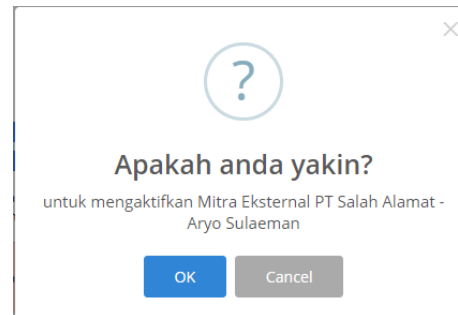 ?
Apakah anda yakin?
untuk mengaktifkan Mitra Eksternal PT Salah Alamat -
Aryo Sulaeman
OK
Cancel